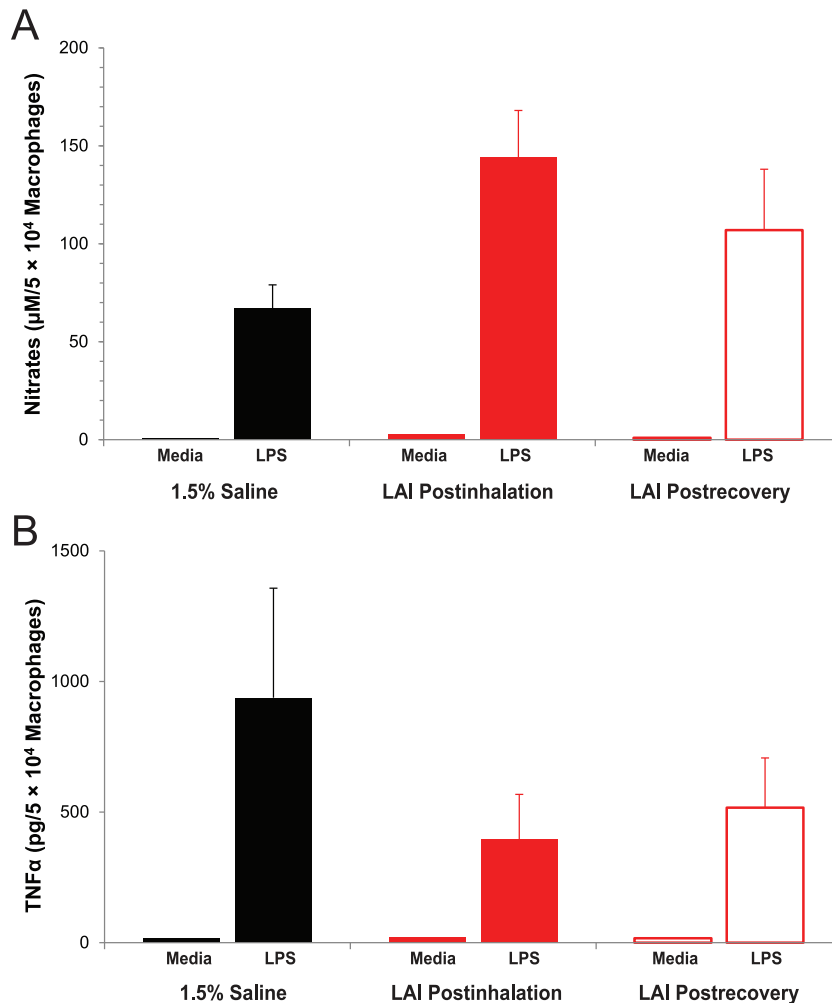 A
Nitrates (µM/5 × 10⁴ Macrophages)
200
150
100
50
0
Media LPS Media LPS Media LPS
1.5% Saline LAI Postinhalation LAI Postrecovery
B
TNFα (pg/5 × 10⁴ Macrophages)
1500
1000
500
0
Media LPS Media LPS Media LPS
1.5% Saline LAI Postinhalation LAI Postrecovery